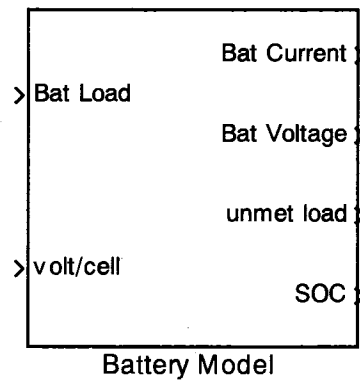 Bat Current
Bat Load
Bat Voltage
unmet load
volt/cell
SOC
Battery Model